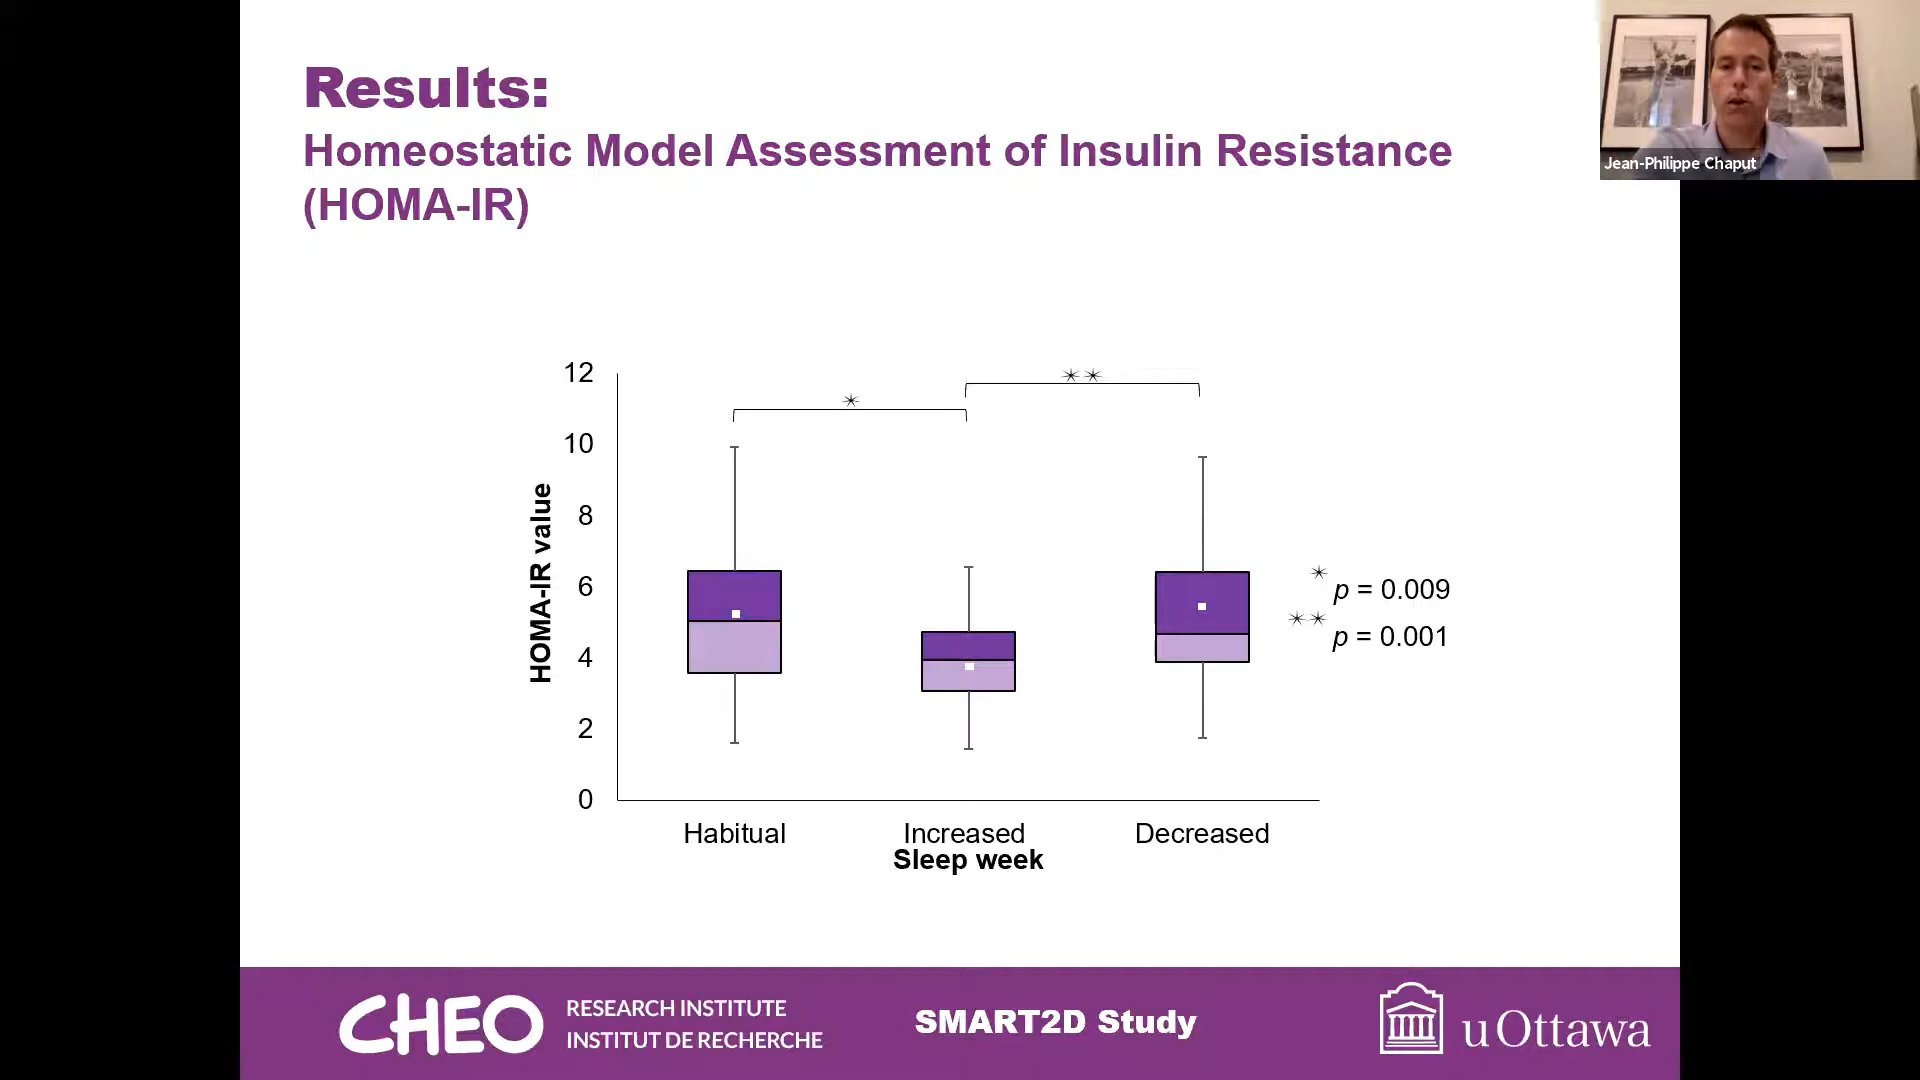 Results:
Homeostatic Model Assessment of Insulin Resistance
(HOMA-IR)
Jean-Philippe Chaput
12
10
8
6
4
2
0
HOMA-IR value
*
**
* p = 0.009
** p = 0.001
Habitual Increased Decreased
Sleep week
CHEO
RESEARCH INSTITUTE
INSTITUT DE RECHERCHE
SMART2D Study
uOttawa